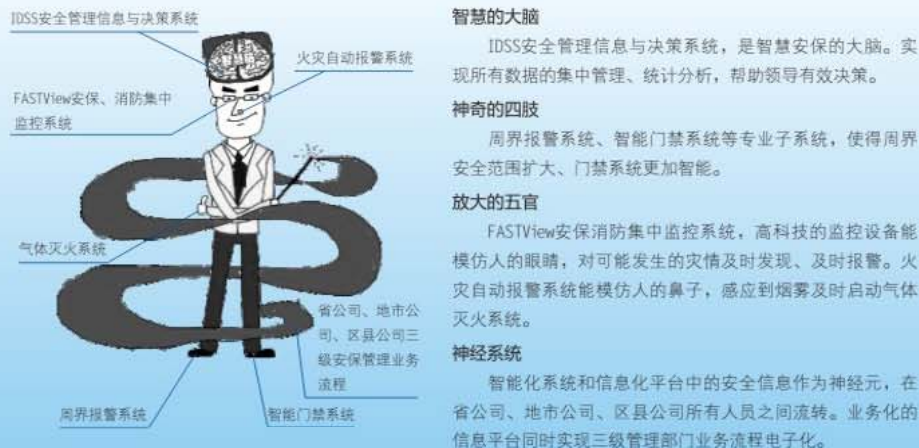 IDSS安全管理信息与决策系统
火灾自动报警系统
FASTView安保、消防集中
监控系统
气体灭火系统
省公司、地市公
司、区县公司三
级安保管理业务
流程
周界报警系统
智能门禁系统
智慧的大脑
IDSS安全管理信息与决策系统，是智慧安保的大脑。实
现所有数据的集中管理、统计分析，帮助领导有效决策。
神奇的四肢
周界报警系统、智能门禁系统等专业子系统，使得周界
安全范围扩大、门禁系统更加智能。
放大的五官
FASTView安保消防集中监控系统，高科技的监控设备能
模仿人的眼睛，对可能发生的灾情及时发现、及时报警。火
灾自动报警系统能模仿人的鼻子，感应到烟雾及时启动气体
灭火系统。
神经系统
智能化系统和信息化平台中的安全信息作为神经元，在
省公司、地市公司、区县公司所有人员之间流转。业务化的
信息平台同时实现三级管理部门业务流程电子化。